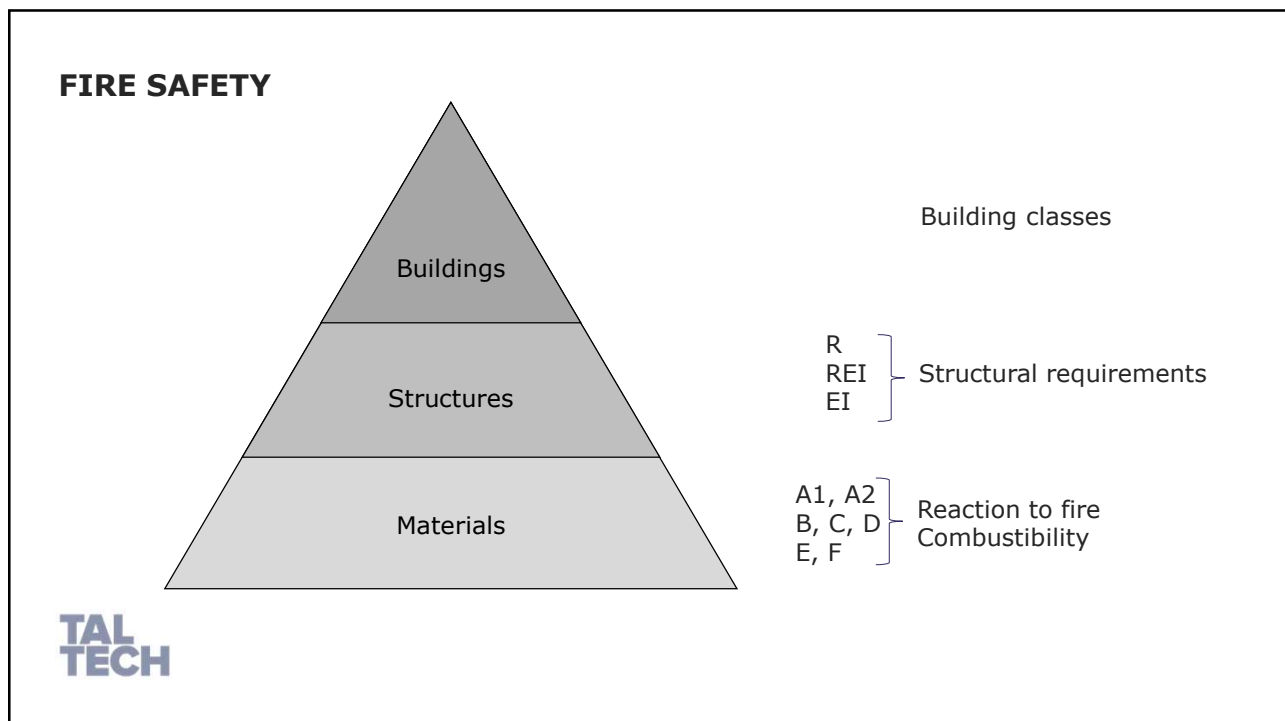 FIRE SAFETY
Buildings
Building classes
Structures
R
REI
EI
Structural requirements
Materials
A1, A2
B, C, D
E, F
Reaction to fire
Combustibility
TAL
TECH